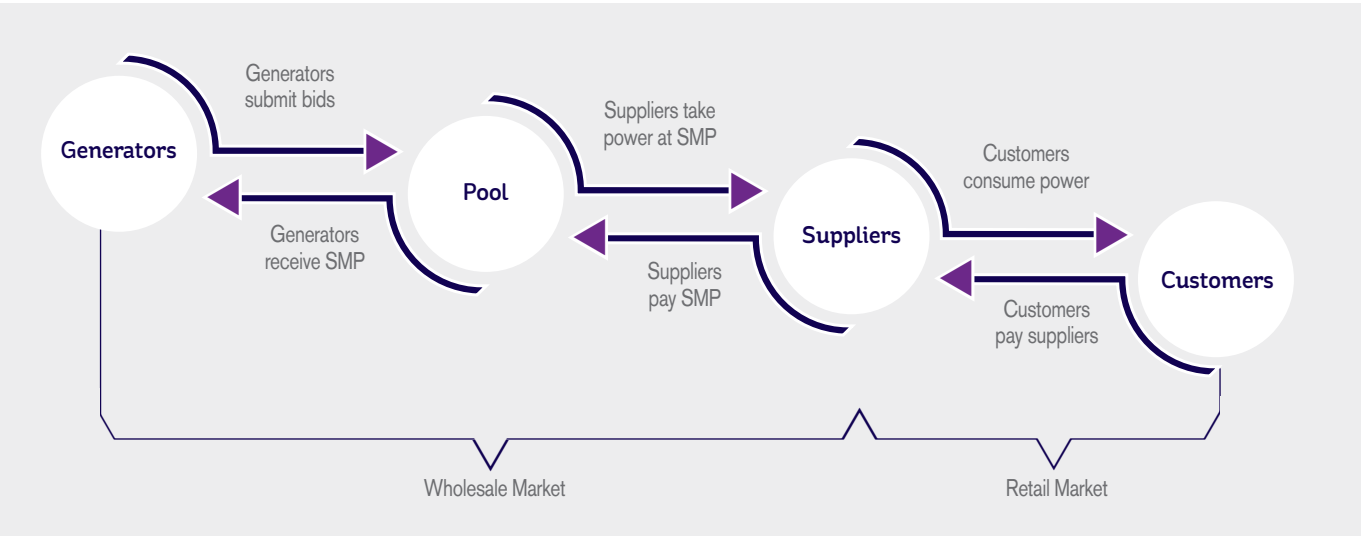 Generators
submit bids
Generators
Generators
receive SMP
Suppliers take
power at SMP
Pool
Suppliers
pay SMP
Customers
consume power
Suppliers
Customers
pay suppliers
Customers
Wholesale Market
Retail Market